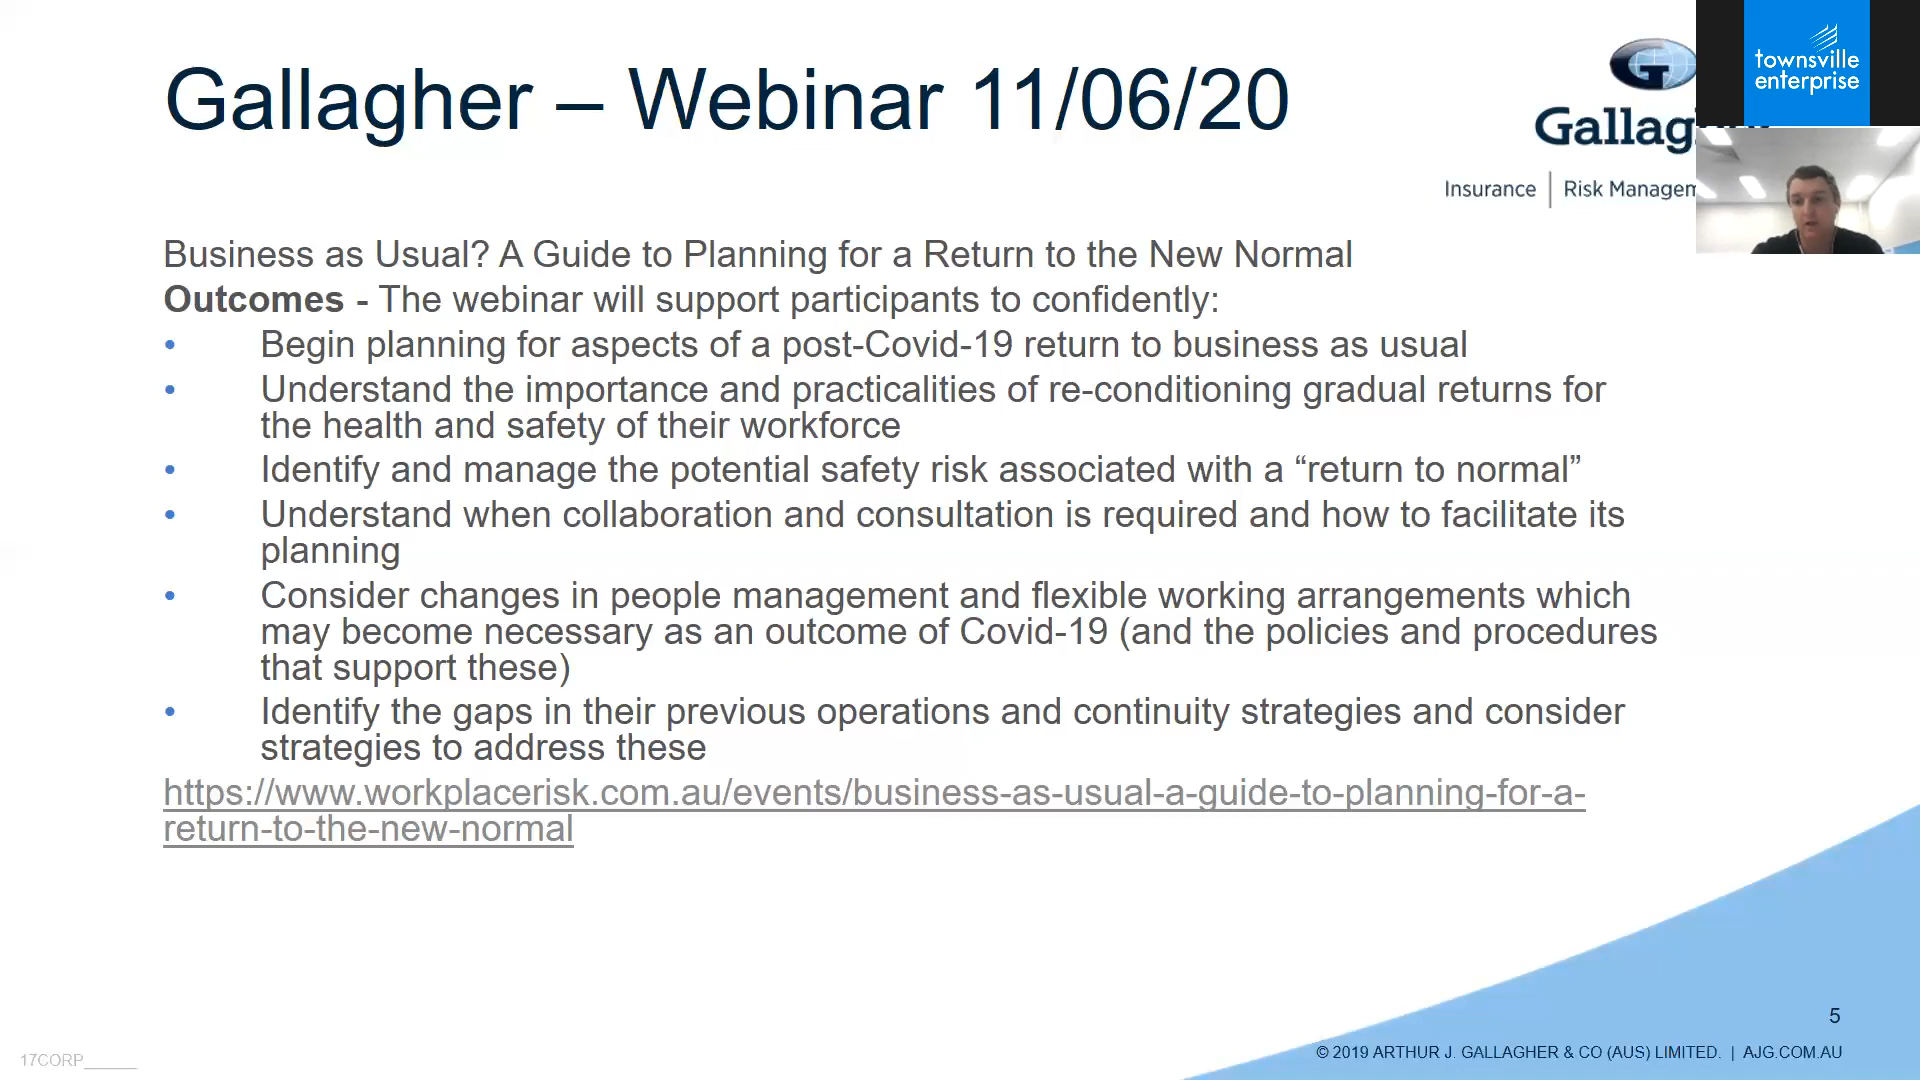 Gallagher – Webinar 11/06/20
townsville
enterprise
Insurance | Risk
Business as Usual? A Guide to Planning for a Return to the New Normal
Outcomes - The webinar will support participants to confidently:
• Begin planning for aspects of a post-Covid-19 return to business as usual
• Understand the importance and practicalities of re-conditioning gradual returns for
the health and safety of their workforce
• Identify and manage the potential safety risk associated with a “return to normal”
• Understand when collaboration and consultation is required and how to facilitate its
planning
• Consider changes in people management and flexible working arrangements which
may become necessary as an outcome of Covid-19 (and the policies and procedures
that support these)
• Identify the gaps in their previous operations and continuity strategies and consider
strategies to address these
https://www.workplacerisk.com.au/events/business-as-usual-a-guide-to-planning-for-a-
return-to-the-new-normal
5
17CORP______
© 2019 ARTHUR J. GALLAGHER & CO (AUS) LIMITED. | AJG.COM.AU